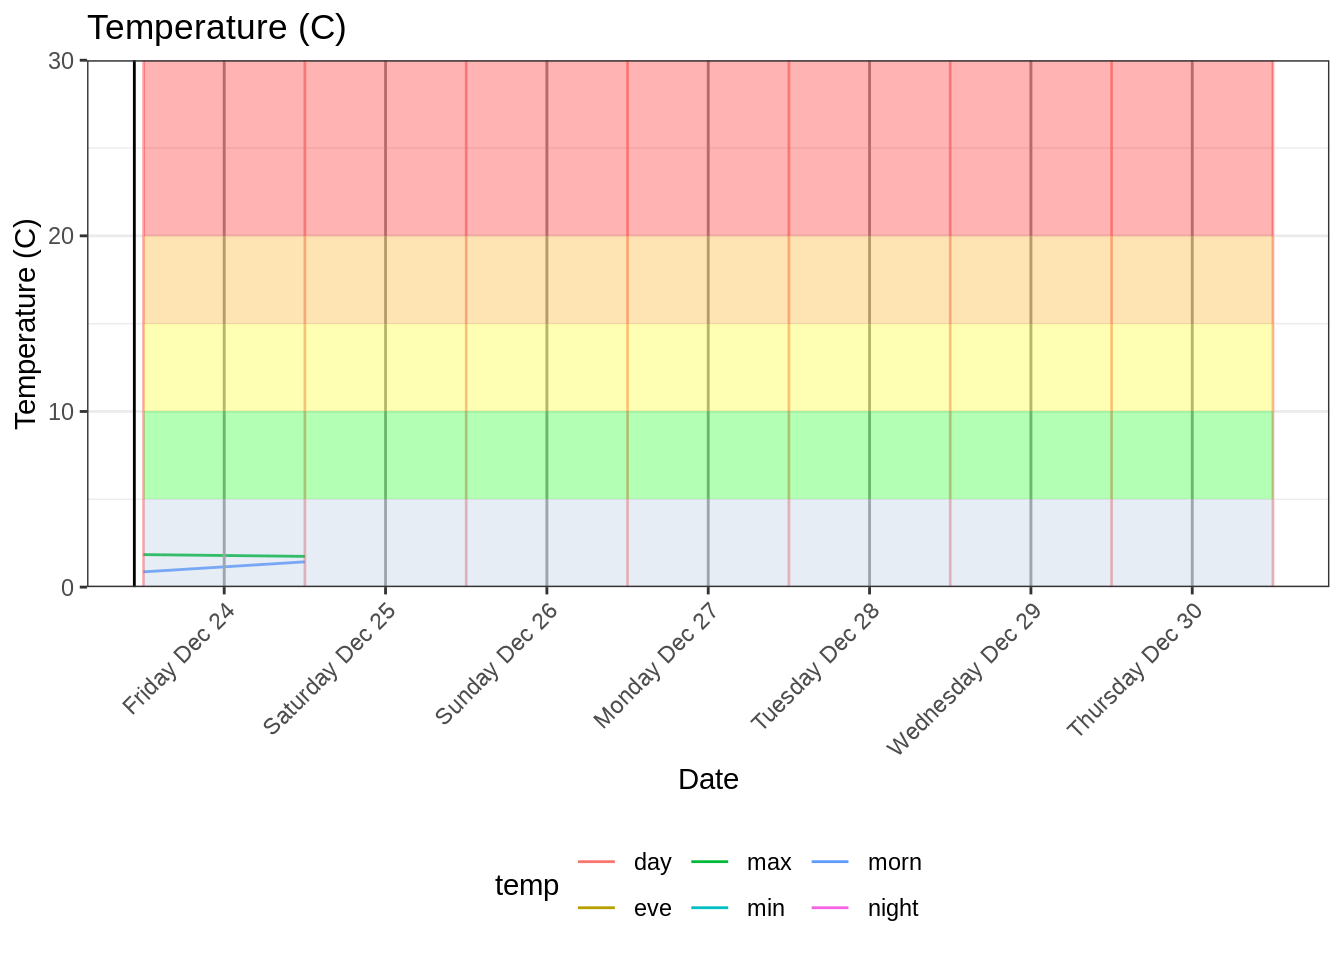 Temperature (C)
Temperature (C)
30
20
10
0
Friday Dec 24
Saturday Dec 25
Sunday Dec 26
Monday Dec 27
Tuesday Dec 28
Wednesday Dec 29
Thursday Dec 30
Date
temp
day max morn
eve min night